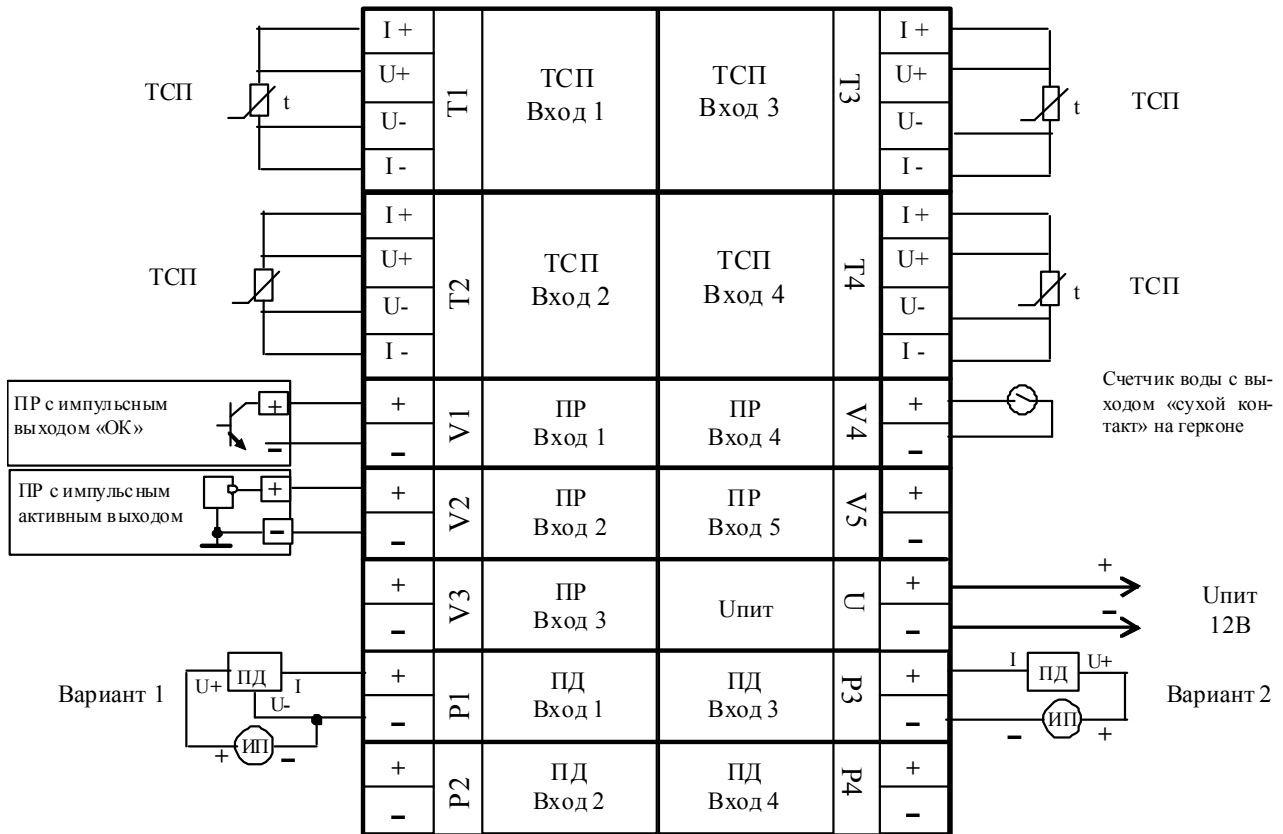 I +
U+
U-
I -
T1
ТСП
Вход 1
ТСП
Вход 3
T3
I +
U+
U-
I -
ТСП
t
t
ТСП
I +
U+
U-
I -
T2
ТСП
Вход 2
ТСП
Вход 4
T4
I+
U+
U-
I -
ТСП
t
ТСП
ПР с импульсным
выходом «ОК»
+
−
+
−
V1
ПР
Вход 1
ПР
Вход 4
V4
+
−
Счетчик воды с вы-
ходом «сухой кон-
такт» на герконе
ПР с импульсным
активным выходом
+
−
+
−
V2
ПР
Вход 2
ПР
Вход 5
V5
+
−
+
−
V3
ПР
Вход 3
Uпит
U
+
−
+
−
Uпит
12В
Вариант 1
U+
ПД
I
U-
+
ИП
−
+
−
P1
ПД
Вход 1
ПД
Вход 3
P3
+
−
I
ПД
U+
−
ИП
+
Вариант 2
+
−
P2
ПД
Вход 2
ПД
Вход 4
P4
+
−